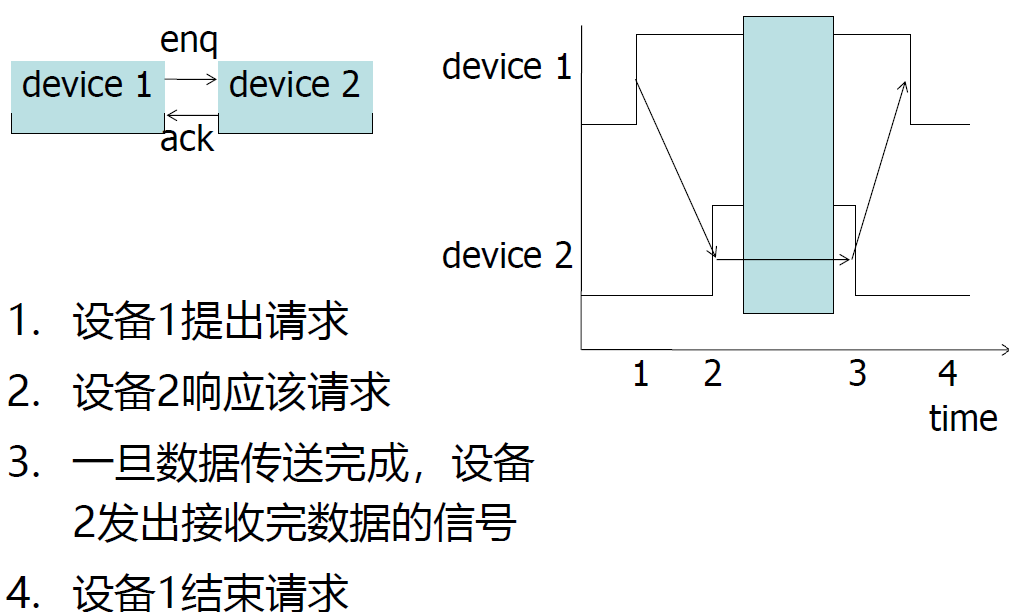 enq
device 1
device 2
ack
device 1
device 2
1 2 3 4
time
1. 设备1提出请求
2. 设备2响应该请求
3. 一旦数据传送完成，设备
2发出接收完数据的信号
4. 设备1结束请求